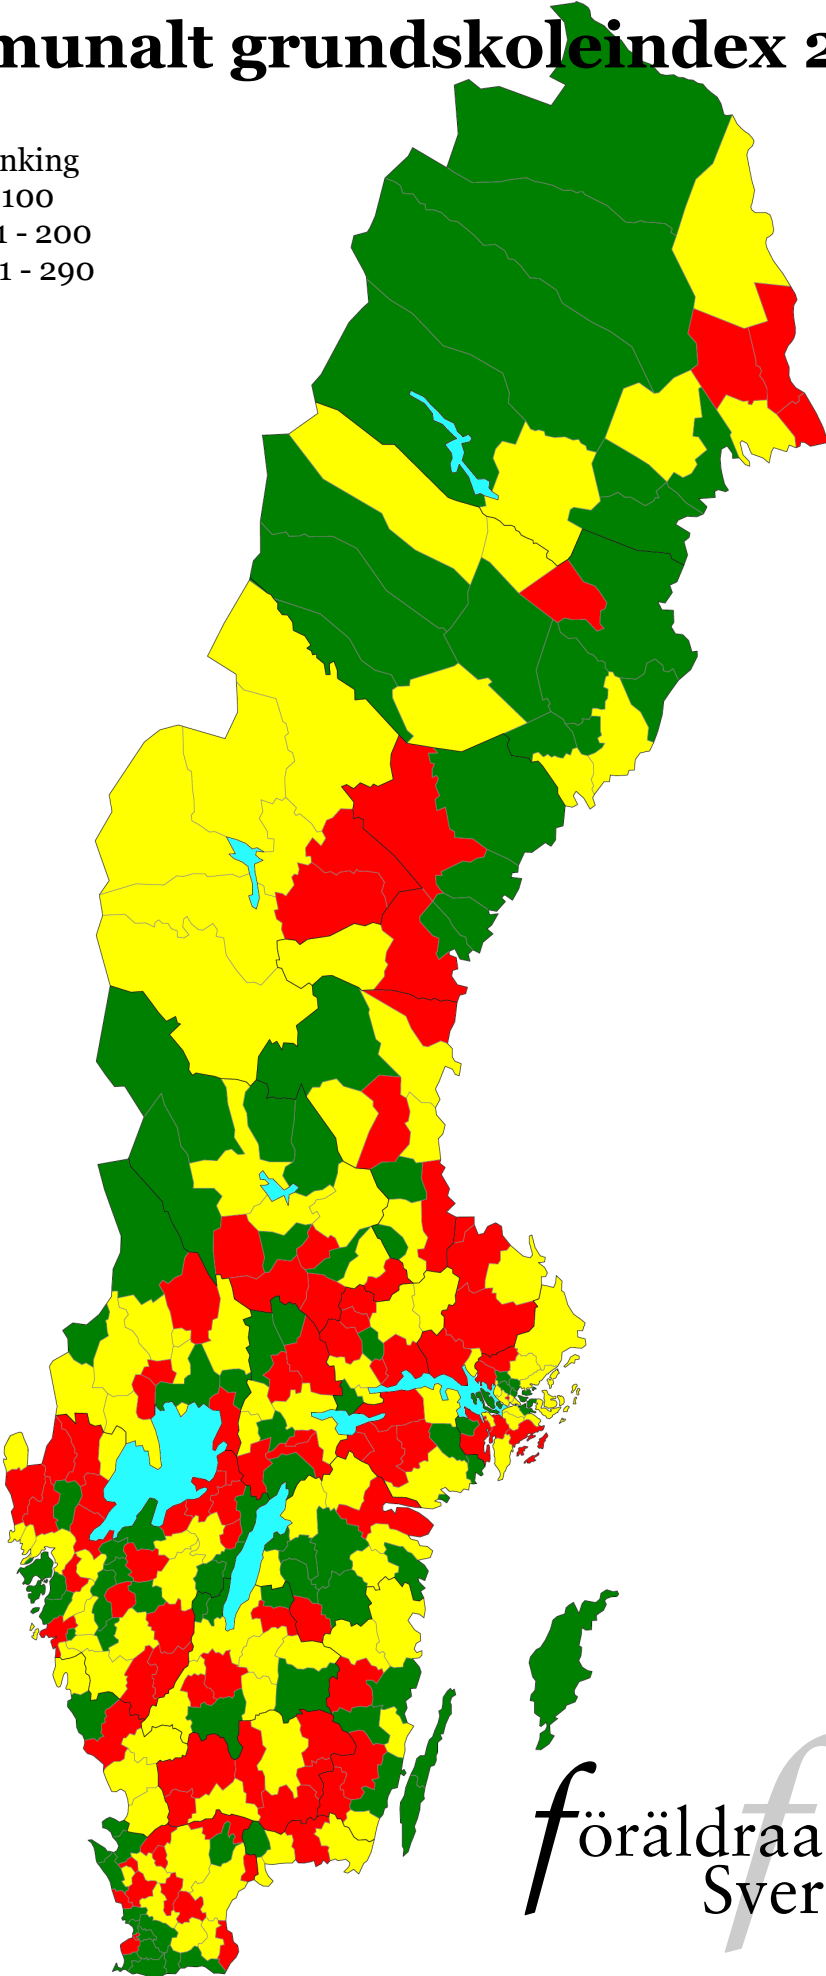 munalt grundskoleindex 2
nking
100
1 - 200
1 - 290
föräldraa
Sver